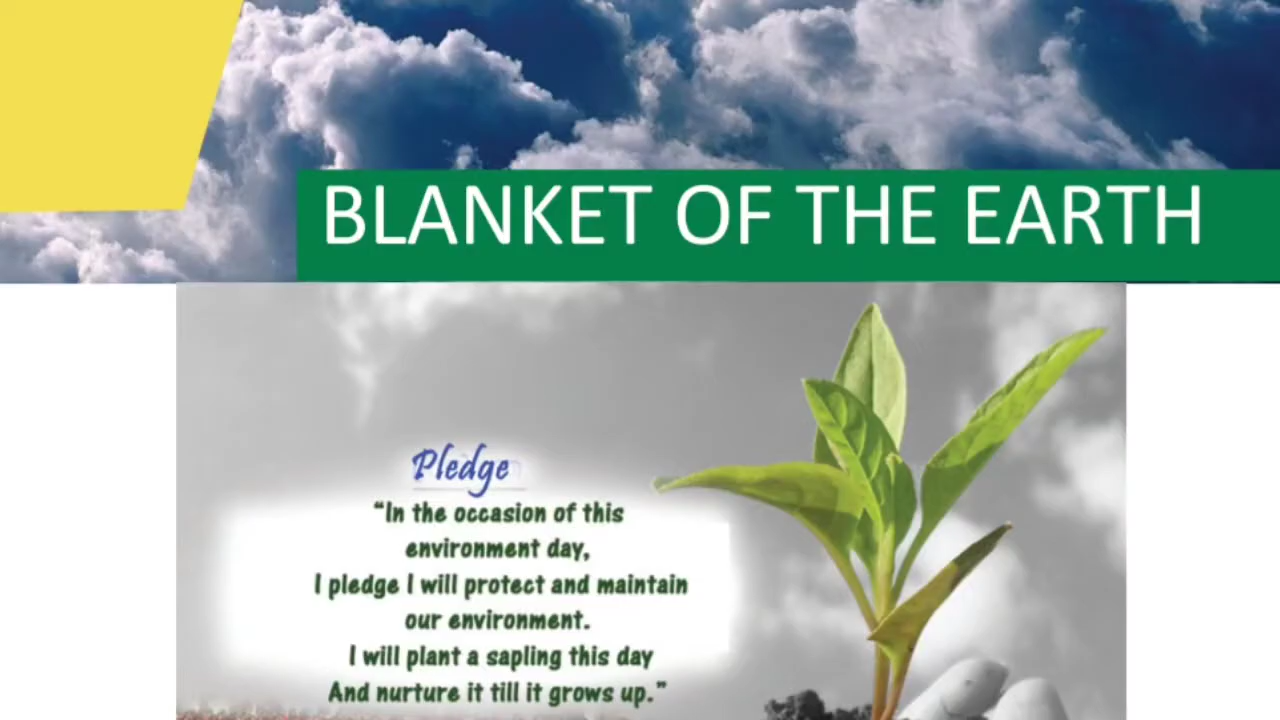 BLANKET OF THE EARTH
Pledge
“In the occasion of this
environment day,
I pledge I will protect and maintain
our environment.
I will plant a sapling this day
And nurture it till it grows up.”